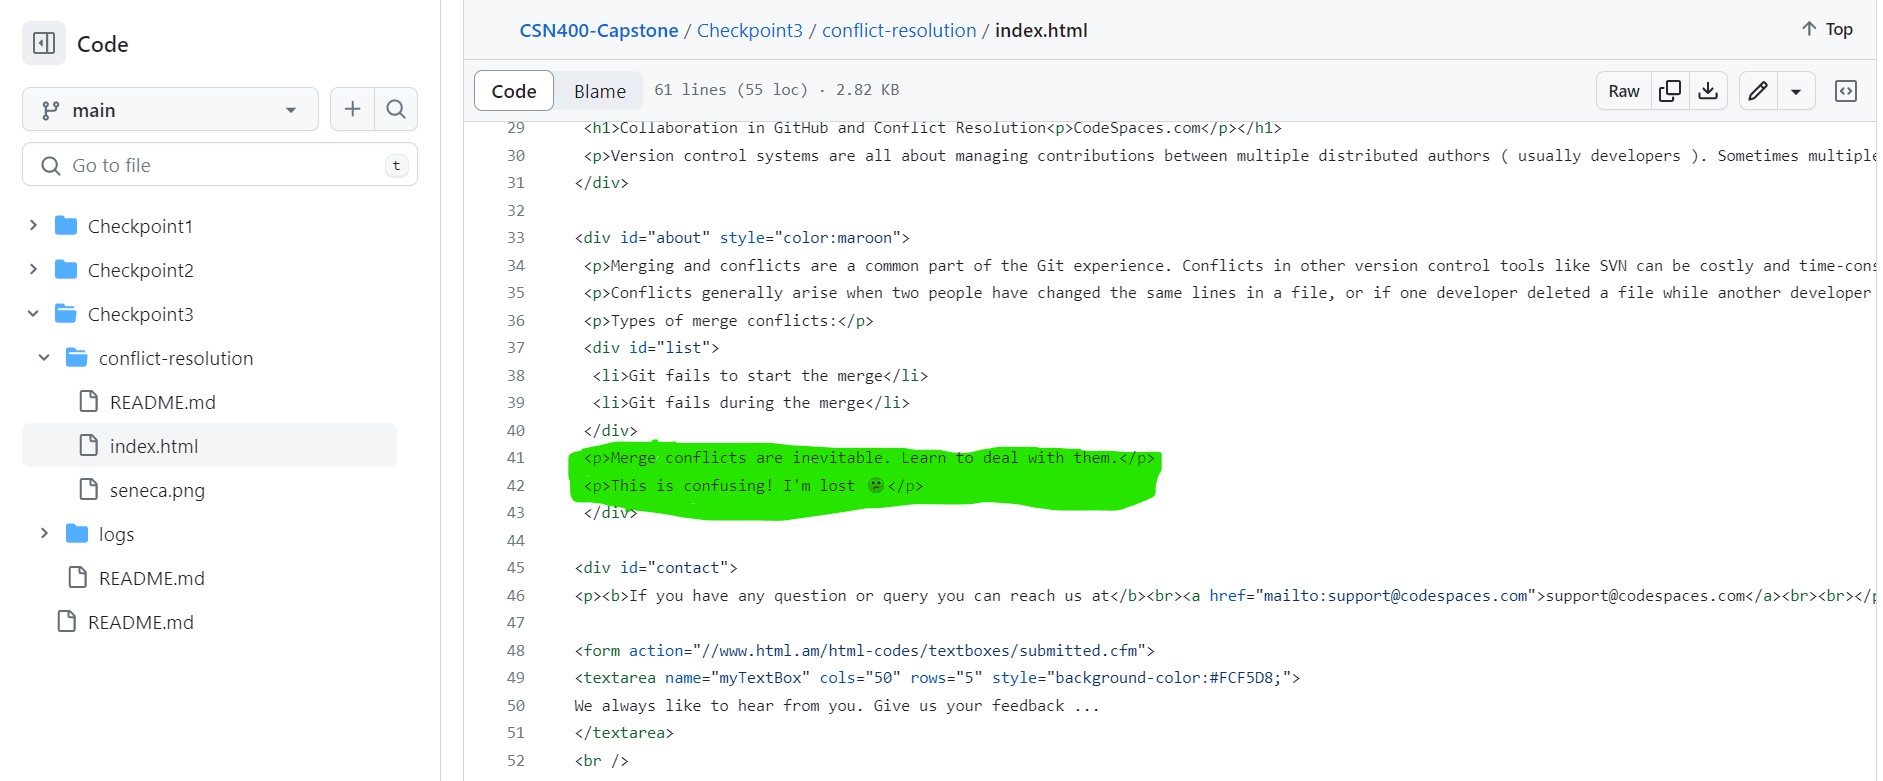 Code
main
Go to file
t
Checkpoint1
Checkpoint2
Checkpoint3
conflict-resolution
README.md
index.html
seneca.png
logs
README.md
README.md
CSN400-Capstone / Checkpoint3 / conflict-resolution / index.html
Top
Code Blame 61 lines (55 loc) · 2.82 KB
Raw
29 <h1>Collaboration in GitHub and Conflict Resolution<p>CodeSpaces.com</p></h1>
30 <p>Version control systems are all about managing contributions between multiple distributed authors ( usually developers ). Sometimes multiple
31 </div>
32
33 <div id="about" style="color:maroon">
34 <p>Merging and conflicts are a common part of the Git experience. Conflicts in other version control tools like SVN can be costly and time-cons
35 <p>Conflicts generally arise when two people have changed the same lines in a file, or if one developer deleted a file while another developer
36 <p>Types of merge conflicts:</p>
37 <div id="list">
38 <li>Git fails to start the merge</li>
39 <li>Git fails during the merge</li>
40 </div>
41 <p>Merge conflicts are inevitable. Learn to deal with them.</p>
42 <p>This is confusing! I'm lost 😕</p>
43 </div>
44
45 <div id="contact">
46 <p><b>If you have any question or query you can reach us at</b><br><a href="mailto:support@codespaces.com">support@codespaces.com</a><br><br></p
47
48 <form action="//www.html.am/html-codes/textboxes/submitted.cfm">
49 <textarea name="myTextBox" cols="50" rows="5" style="background-color:#FCF5D8;">
50 We always like to hear from you. Give us your feedback ...
51 </textarea>
52 <br />